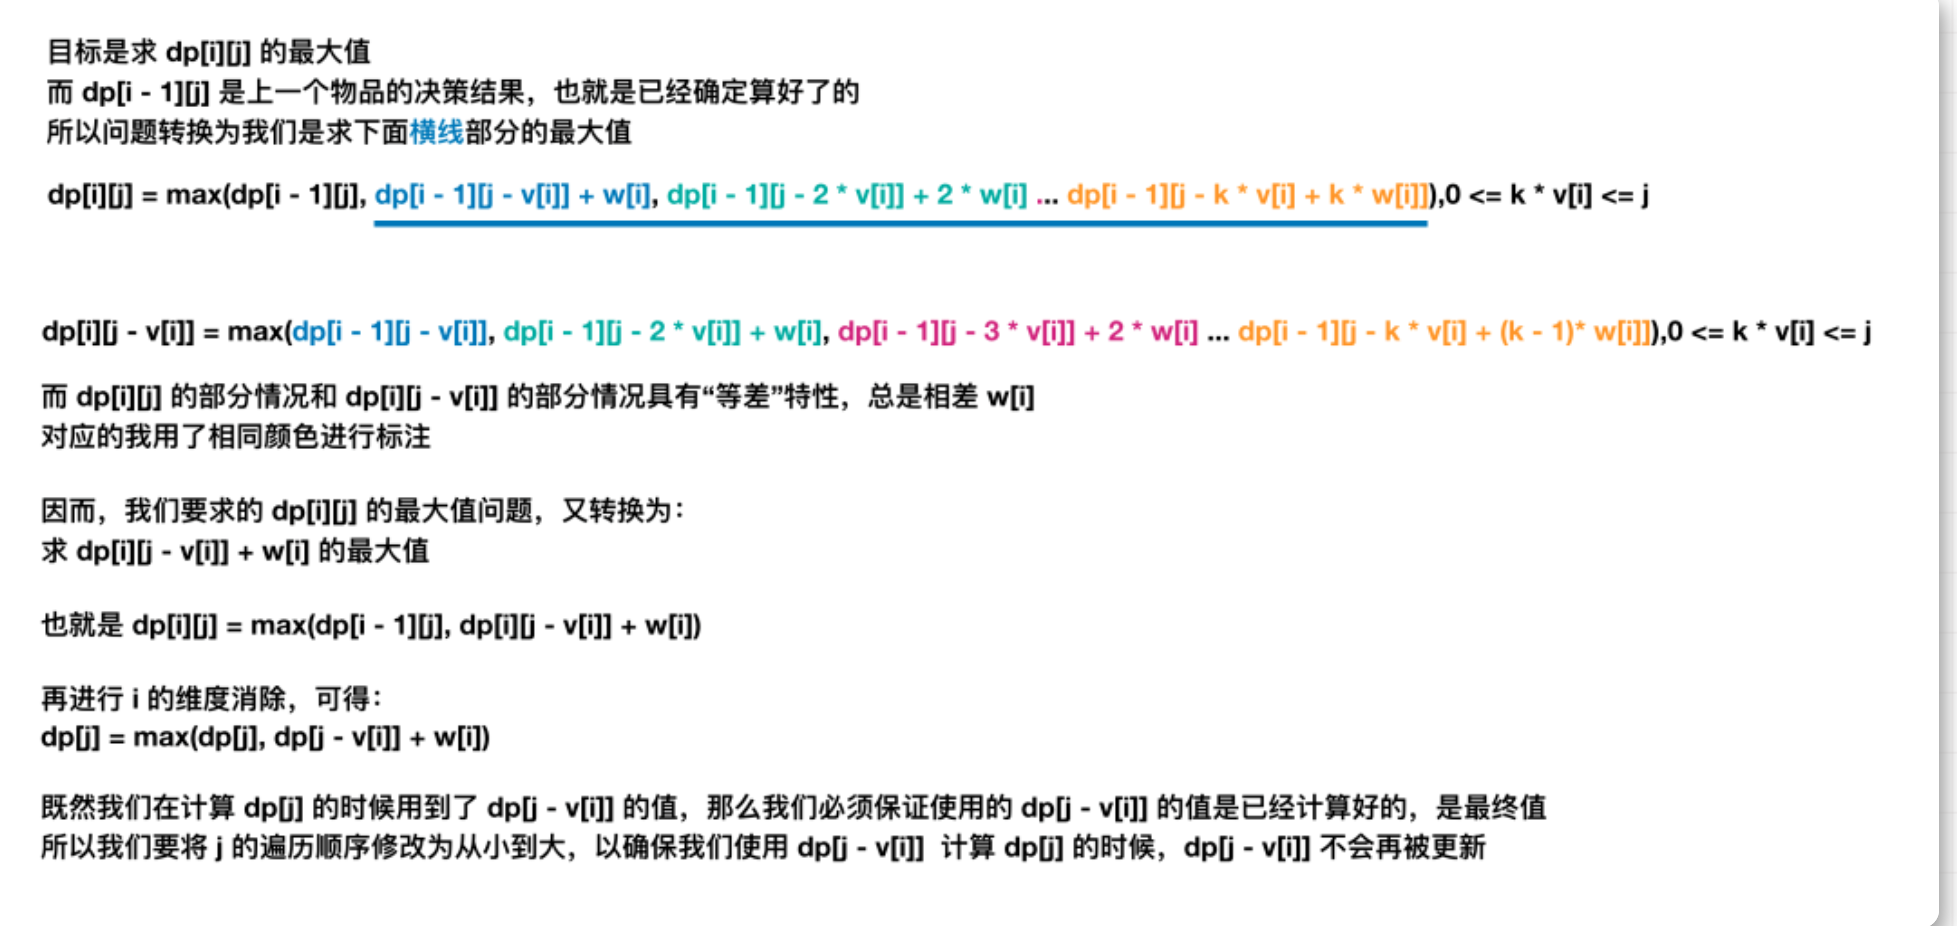 目标是求 dp[i][j] 的最大值
而 dp[i - 1][j] 是上一个物品的决策结果，也就是已经确定算好了的
所以问题转换为我们是求下面横线部分的最大值
dp[i][j] = max(dp[i - 1][j], dp[i - 1][j - v[i]] + w[i], dp[i - 1][j - 2 * v[i]] + 2 * w[i] ... dp[i - 1][j - k * v[i] + k * w[i]]),0 <= k * v[i] <= j
dp[i][j - v[i]] = max(dp[i - 1][j - v[i]], dp[i - 1][j - 2 * v[i]] + w[i], dp[i - 1][j - 3 * v[i]] + 2 * w[i] ... dp[i - 1][j - k * v[i] + (k - 1)* w[i]]),0 <= k * v[i] <= j
而 dp[i][j] 的部分情况和 dp[i][j - v[i]] 的部分情况具有“等差”特性，总是相差 w[i]
对应的我用了相同颜色进行标注
因而，我们要求的 dp[i][j] 的最大值问题，又转换为：
求 dp[i][j - v[i]] + w[i] 的最大值
也就是 dp[i][j] = max(dp[i - 1][j], dp[i][j - v[i]] + w[i])
再进行 i 的维度消除，可得：
dp[j] = max(dp[j], dp[j - v[i]] + w[i])
既然我们在计算 dp[j] 的时候用到了 dp[j - v[i]] 的值，那么我们必须保证使用的 dp[j - v[i]] 的值是已经计算好的，是最终值
所以我们要将 j 的遍历顺序修改为从小到大，以确保我们使用 dp[j - v[i]] 计算 dp[j] 的时候，dp[j - v[i]] 不会再被更新